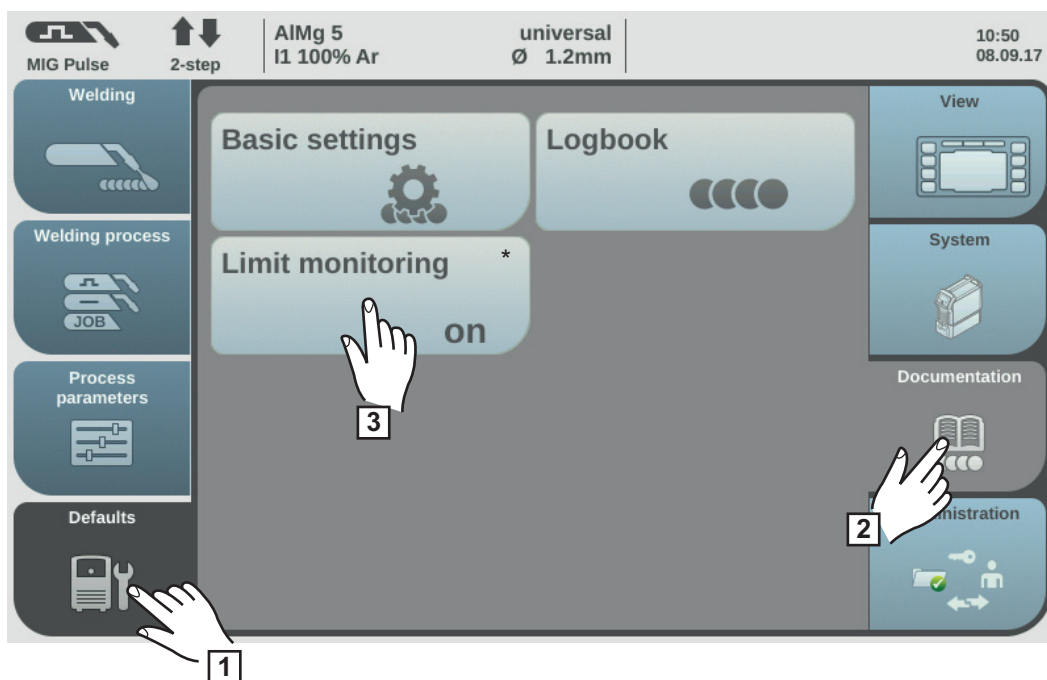 MIG Pulse
2-step
AlMg 5
I1 100% Ar
universal
Ø 1.2mm
10:50
08.09.17
Welding
Welding process
JOB
Process
parameters
Defaults
Basic settings
Logbook
Limit monitoring *
on
View
System
Documentation
nistration
1
2
3